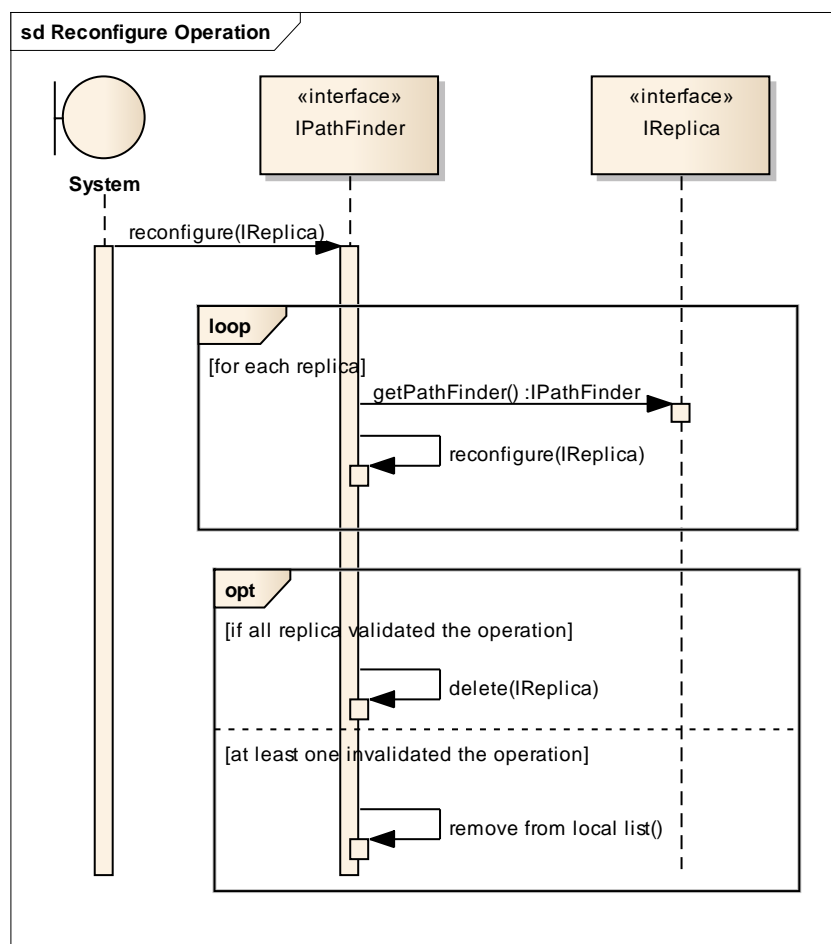 sd Reconfigure Operation
«interface»
IPathFinder
«interface»
IReplica
System
reconfigure(IReplica)
loop
[for each replica]
getPathFinder() :IPathFinder
reconfigure(IReplica)
opt
[if all replica validated the operation]
delete(IReplica)
[at least one invalidated the operation]
remove from local list()